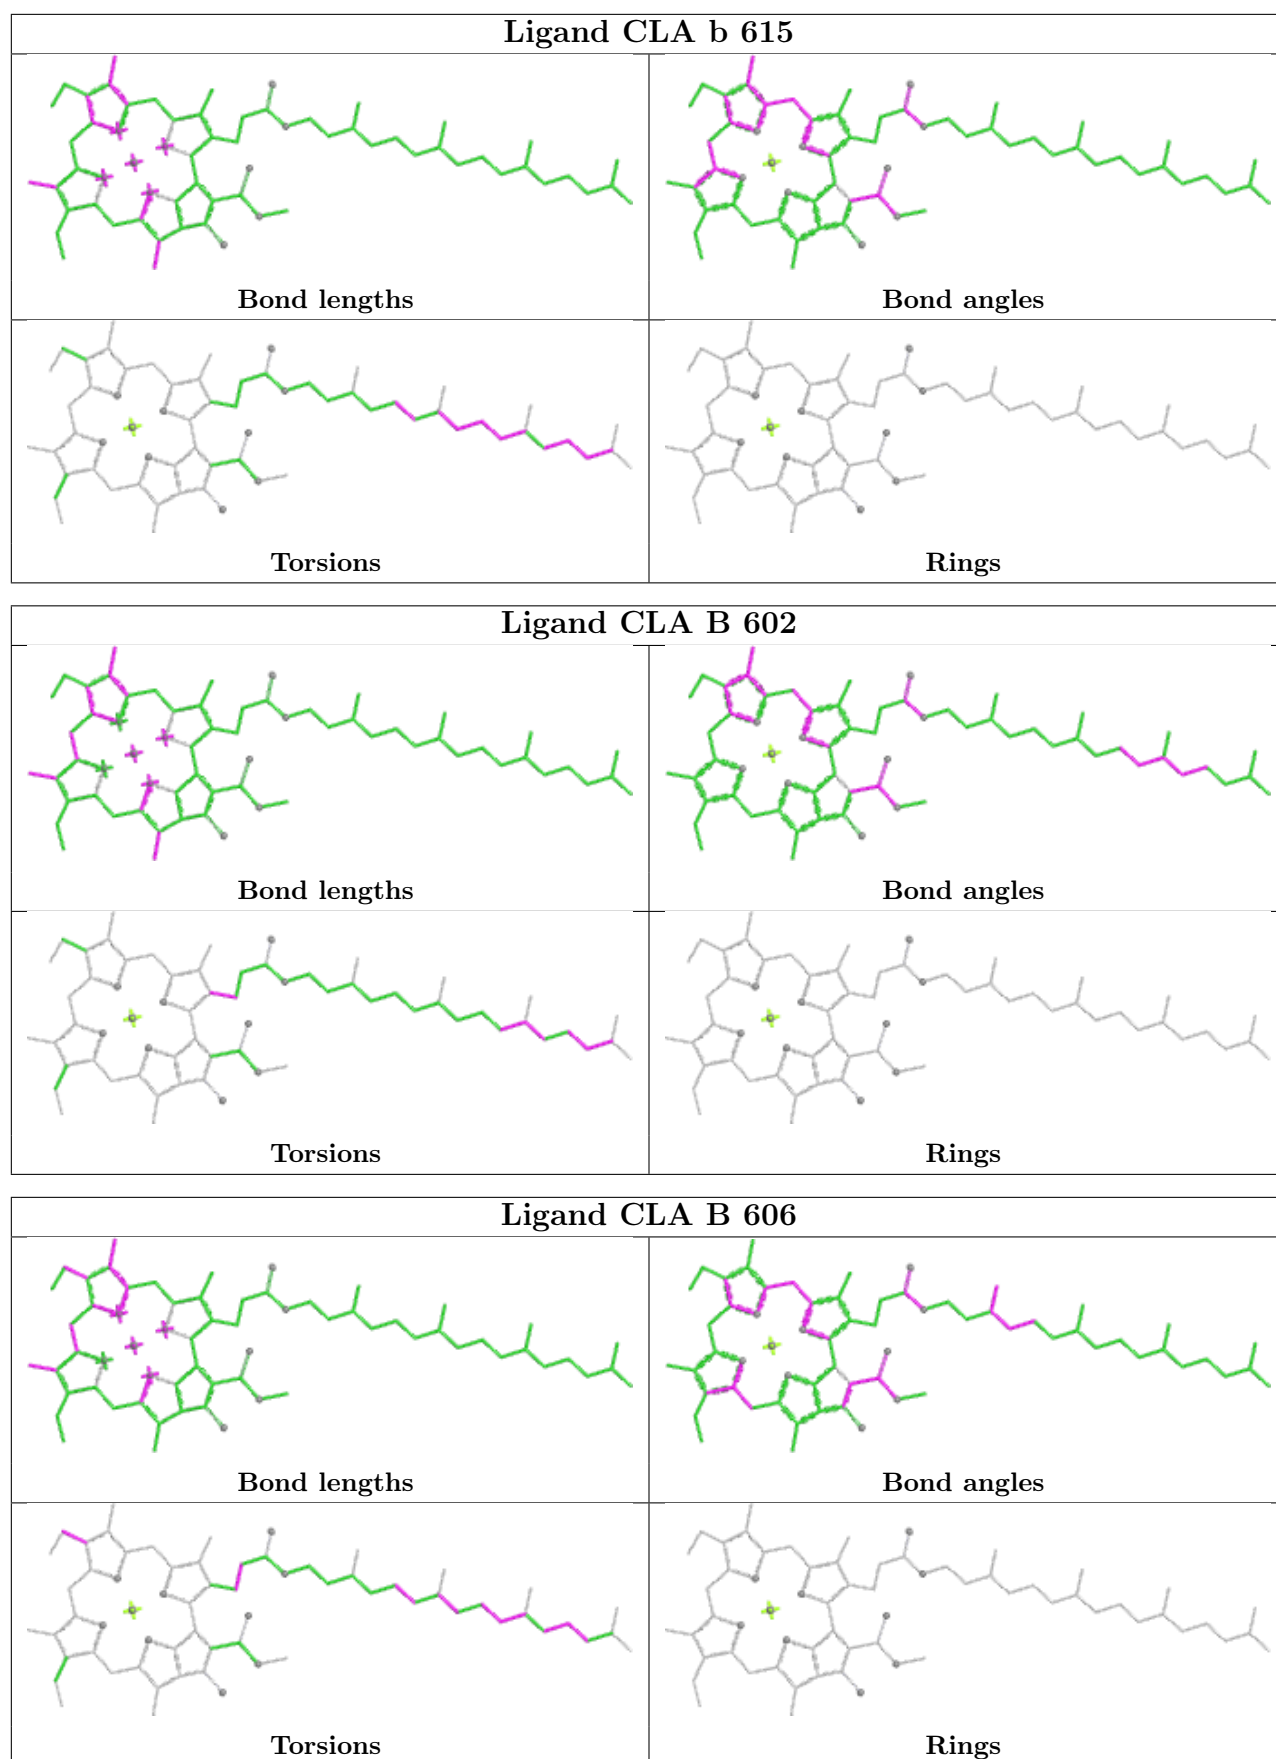 Ligand CLA b 615
Bond lengths
Bond angles
Torsions
Rings
Ligand CLA B 602
Bond lengths
Bond angles
Torsions
Rings
Ligand CLA B 606
Bond lengths
Bond angles
Torsions
Rings